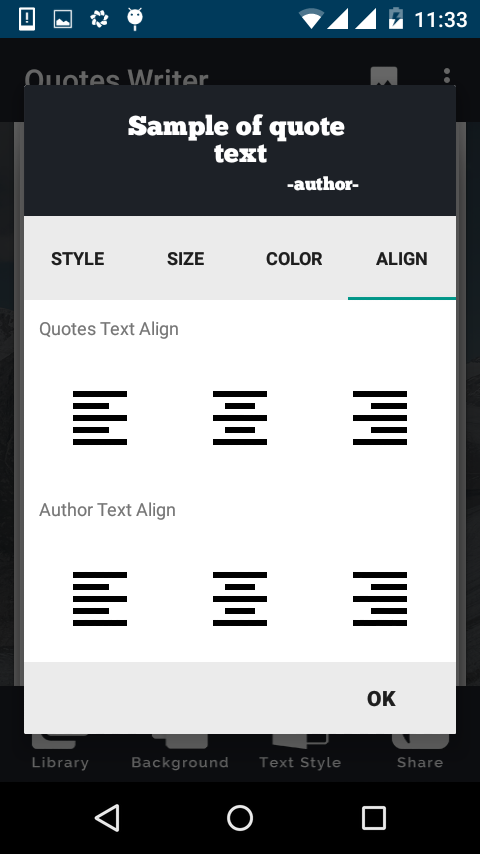 11:33
Quotes Writer
Sample of quote
text
-author-
STYLE SIZE COLOR ALIGN
Quotes Text Align
Author Text Align
OK
Library Background Text Style Share